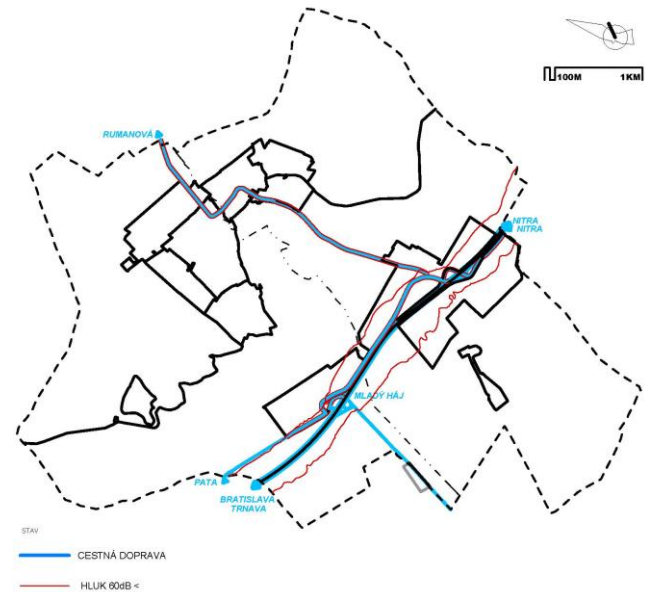 100M 1KM
RUMANOVÁ
NITRA
NITRA
MLADÝ HÁJ
PATA
BRATISLAVA
TRNAVA
STAV
CESTNÁ DOPRAVA
HLUK 60dB <